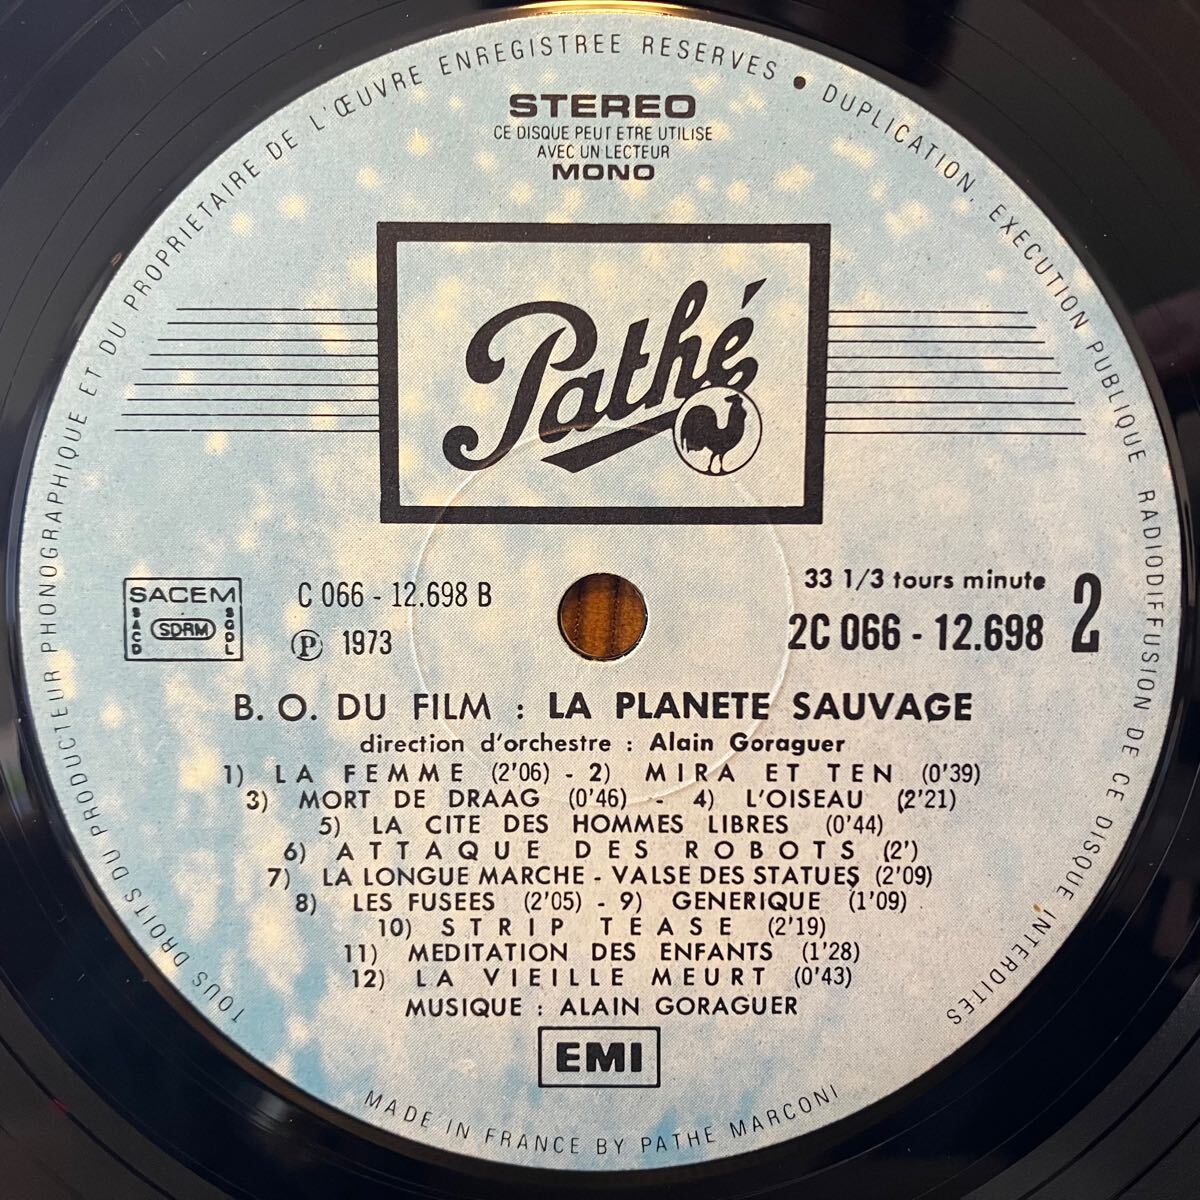 TOUS DROITS DU PRODUCTEUR PHONOGRAPHIQUE ET DU PROPRIETAIRE DE L'ŒUVRE ENREGISTREE RESERVES • DUPLICATION, EXECUTION PUBLIQUE RADIODIFFUSION DE CE DISQUE INTERDITES
STEREO
CE DISQUE PEUT ETRE UTILISE
AVEC UN LECTEUR
MONO
Pathé
SACEM
SACD
SDRM
SGDL
C 066 - 12.698 B
℗ 1973
33 1/3 tours minute
2C 066 - 12.698
2
B. O. DU FILM : LA PLANETE SAUVAGE
direction d'orchestre : Alain Goraguer
1) LA FEMME (2'06) - 2) MIRA ET TEN (0'39)
3) MORT DE DRAAG (0'46) - 4) L'OISEAU (2'21)
5) LA CITE DES HOMMES LIBRES (0'44)
6) ATTAQUE DES ROBOTS (2')
7) LA LONGUE MARCHE - VALSE DES STATUES (2'09)
8) LES FUSEES (2'05) - 9) GENERIQUE (1'09)
10) STRIP TEASE (2'19)
11) MEDITATION DES ENFANTS (1'28)
12) LA VIEILLE MEURT (0'43)
MUSIQUE : ALAIN GORAGUER
EMI
MADE IN FRANCE BY PATHE MARCONI